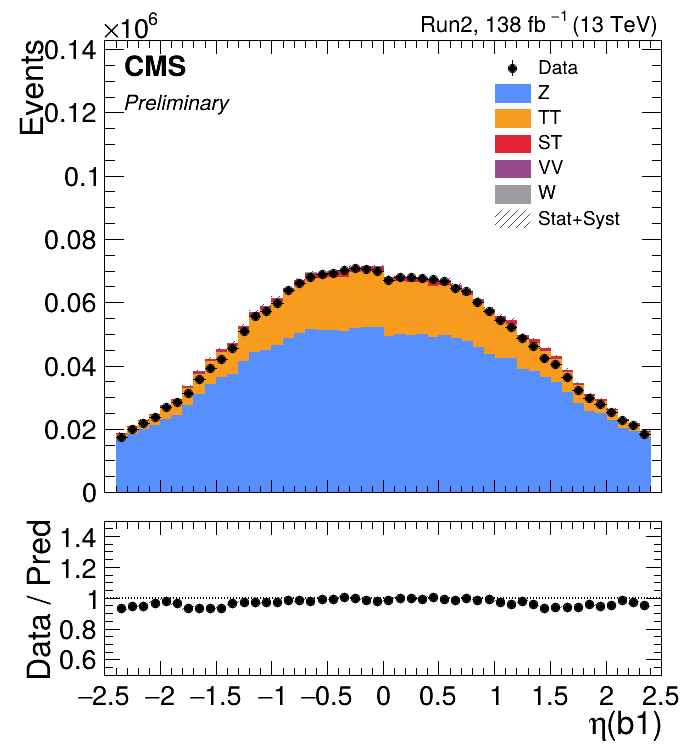 ×10⁶
Run2, 138 fb⁻¹ (13 TeV)
Events
0.14
0.12
0.1
0.08
0.06
0.04
0.02
0
CMS
Preliminary
Data
Z
TT
ST
VV
W
Stat+Syst
Data / Pred
1.4
1.2
1
0.8
0.6
−2.5 −2 −1.5 −1 −0.5 0 0.5 1 1.5 2 2.5
η(b1)